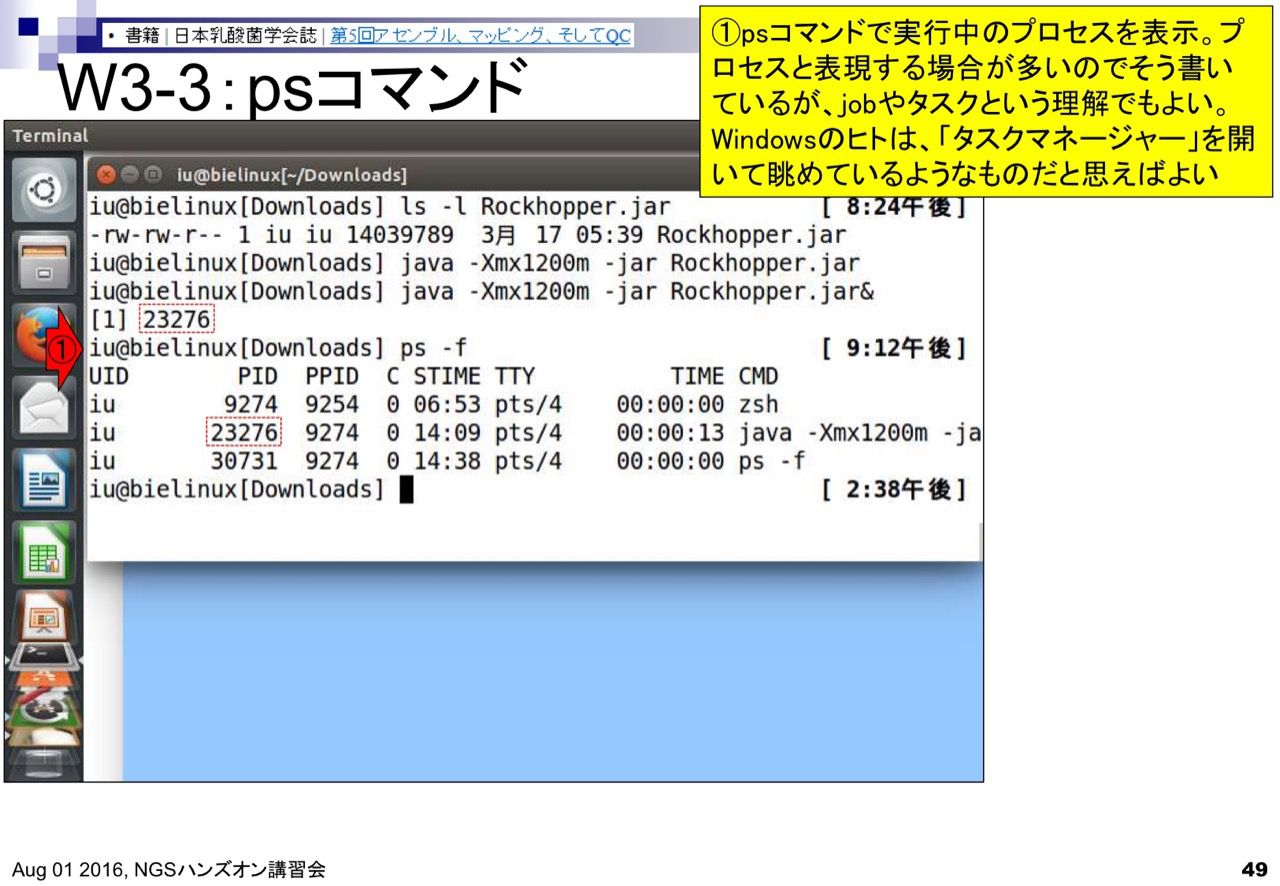 • 書籍 | 日本乳酸菌学会誌 | 第5回アセンブル、マッピング、そしてQC
W3-3:psコマンド
①psコマンドで実行中のプロセスを表示。プ
ロセスと表現する場合が多いのでそう書い
ているが、jobやタスクという理解でもよい。
Windowsのヒトは、「タスクマネージャー」を開
いて眺めているようなものだと思えばよい
Terminal
iu@bielinux[~/Downloads]
iu@bielinux[Downloads] ls -l Rockhopper.jar [ 8:24午後]
-rw-rw-r-- 1 iu iu 14039789 3月 17 05:39 Rockhopper.jar
iu@bielinux[Downloads] java -Xmx1200m -jar Rockhopper.jar
iu@bielinux[Downloads] java -Xmx1200m -jar Rockhopper.jar&
[1] 23276
①
iu@bielinux[Downloads] ps -f [ 9:12午後]
UID PID PPID C STIME TTY TIME CMD
iu 9274 9254 0 06:53 pts/4 00:00:00 zsh
iu 23276 9274 0 14:09 pts/4 00:00:13 java -Xmx1200m -ja
iu 30731 9274 0 14:38 pts/4 00:00:00 ps -f
iu@bielinux[Downloads] [ 2:38午後]
Aug 01 2016, NGSハンズオン講習会
49